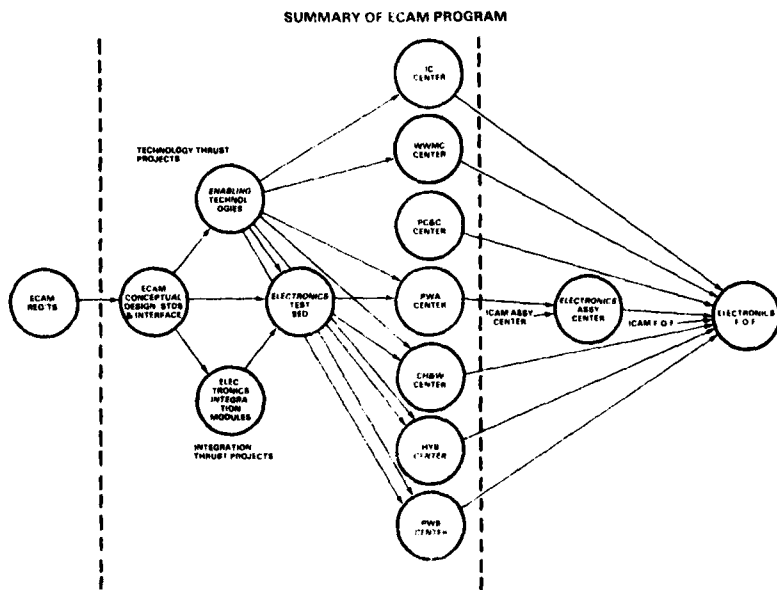 SUMMARY OF ECAM PROGRAM
IC
CENTER
TECHNOLOGY THRUST
PROJECTS
WWMC
CENTER
ENABLING
TECHNOL
OGIES
PC&C
CENTER
ECAM
REQ'TS
ECAM
CONCEPTUAL
DESIGN STDS
& INTERFACE
ELECTRONICS
TEST
BED
PWA
CENTER
ICAM ASSY
CENTER
ELECTRONICS
ASSY
CENTER
ICAM F O F
ELECTRONICS
F O F
ELEC
TRONICS
INTEGRA
TION
MODULES
CH&W
CENTER
INTEGRATION
THRUST PROJECTS
HYB
CENTER
PWB
CENTER